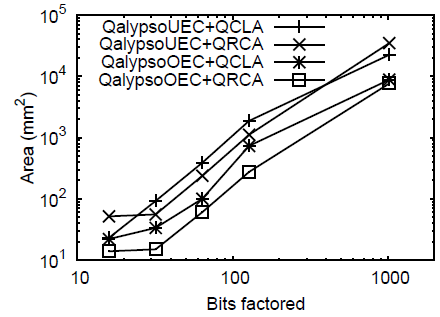 10^5
10^4
10^3
10^2
10^1
Area (mm^2)
QalypsoUEC+QCLA
QalypsoUEC+QRCA
QalypsoOEC+QCLA
QalypsoOEC+QRCA
10 100 1000
Bits factored